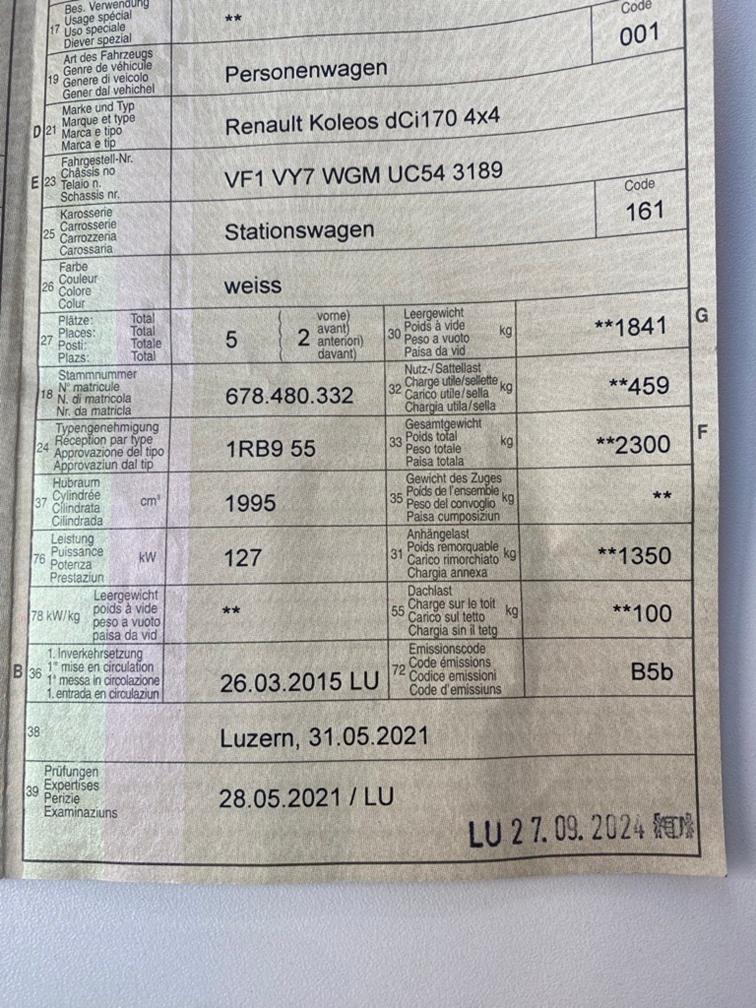 Bes. Verwendung
Usage spécial
17 Uso speciale
Diever spezial
**
Code
001
Art des Fahrzeugs
Genre de véhicule
19 Genere di veicolo
Gener dal vehichel
Personenwagen
Marke und Typ
Marque et type
D 21 Marca e tipo
Marca e tip
Renault Koleos dCi170 4x4
Fahrgestell-Nr.
Châssis no
E 23 Telaio n.
Schassis nr.
VF1 VY7 WGM UC54 3189
Karosserie
Carrosserie
25 Carrozzeria
Carossaria
Stationswagen
Code
161
Farbe
26 Couleur
Colore
Colur
weiss
Plätze: Total
27 Places: Total
Posti: Totale
Plazs: Total
5 ( 2 vorne)
avant)
anteriori)
davant)
Leergewicht
30 Poids à vide kg
Peso a vuoto
Paisa da vid
**1841
G
Stammnummer
18 N° matricule
N. di matricola
Nr. da matricla
678.480.332
Nutz-/Sattellast
32 Charge utile/sellette kg
Carico utile/sella
Chargia utila/sella
**459
Typengenehmigung
24 Réception par type
Approvazione del tipo
Approvaziun dal tip
1RB9 55
Gesamtgewicht
33 Poids total kg
Peso totale
Paisa totala
**2300
F
Hubraum
37 Cylindrée cm³
Cilindrata
Cilindrada
1995
Gewicht des Zuges
35 Poids de l'ensemble kg
Peso del convoglio
Paisa cumposiziun
**
Leistung
76 Puissance kW
Potenza
Prestaziun
127
Anhängelast
31 Poids remorquable kg
Carico rimorchiato
Chargia annexa
**1350
Leergewicht
78 kW/kg poids à vide
peso a vuoto
paisa da vid
**
Dachlast
55 Charge sur le toit kg
Carico sul tetto
Chargia sin il tetg
**100
1. Inverkehrsetzung
B 36 1re mise en circulation
1a messa in circolazione
1. entrada en circulaziun
26.03.2015 LU
Emissionscode
72 Code émissions
Codice emissioni
Code d'emissiuns
B5b
38
Luzern, 31.05.2021
Prüfungen
39 Expertises
Perizie
Examinaziuns
28.05.2021 / LU
LU 27.09.2024